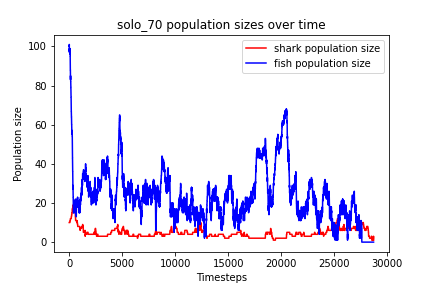 solo_70 population sizes over time
shark population size
fish population size
Population size
100
80
60
40
20
0
0
5000
10000
15000
20000
25000
30000
Timesteps